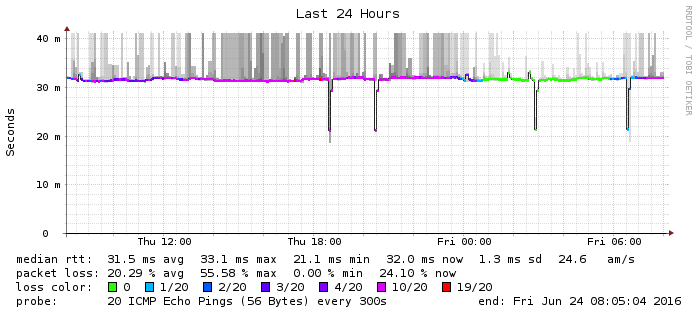 Last 24 Hours
RRDTOOL / TOBI OETIKER
Seconds
40 m
30 m
20 m
10 m
0
Thu 12:00 Thu 18:00 Fri 00:00 Fri 06:00
median rtt: 31.5 ms avg 33.1 ms max 21.1 ms min 32.0 ms now 1.3 ms sd 24.6 am/s
packet loss: 20.29 % avg 55.58 % max 0.00 % min 24.10 % now
loss color: 0 1/20 2/20 3/20 4/20 10/20 19/20
probe: 20 ICMP Echo Pings (56 Bytes) every 300s end: Fri Jun 24 08:05:04 2016